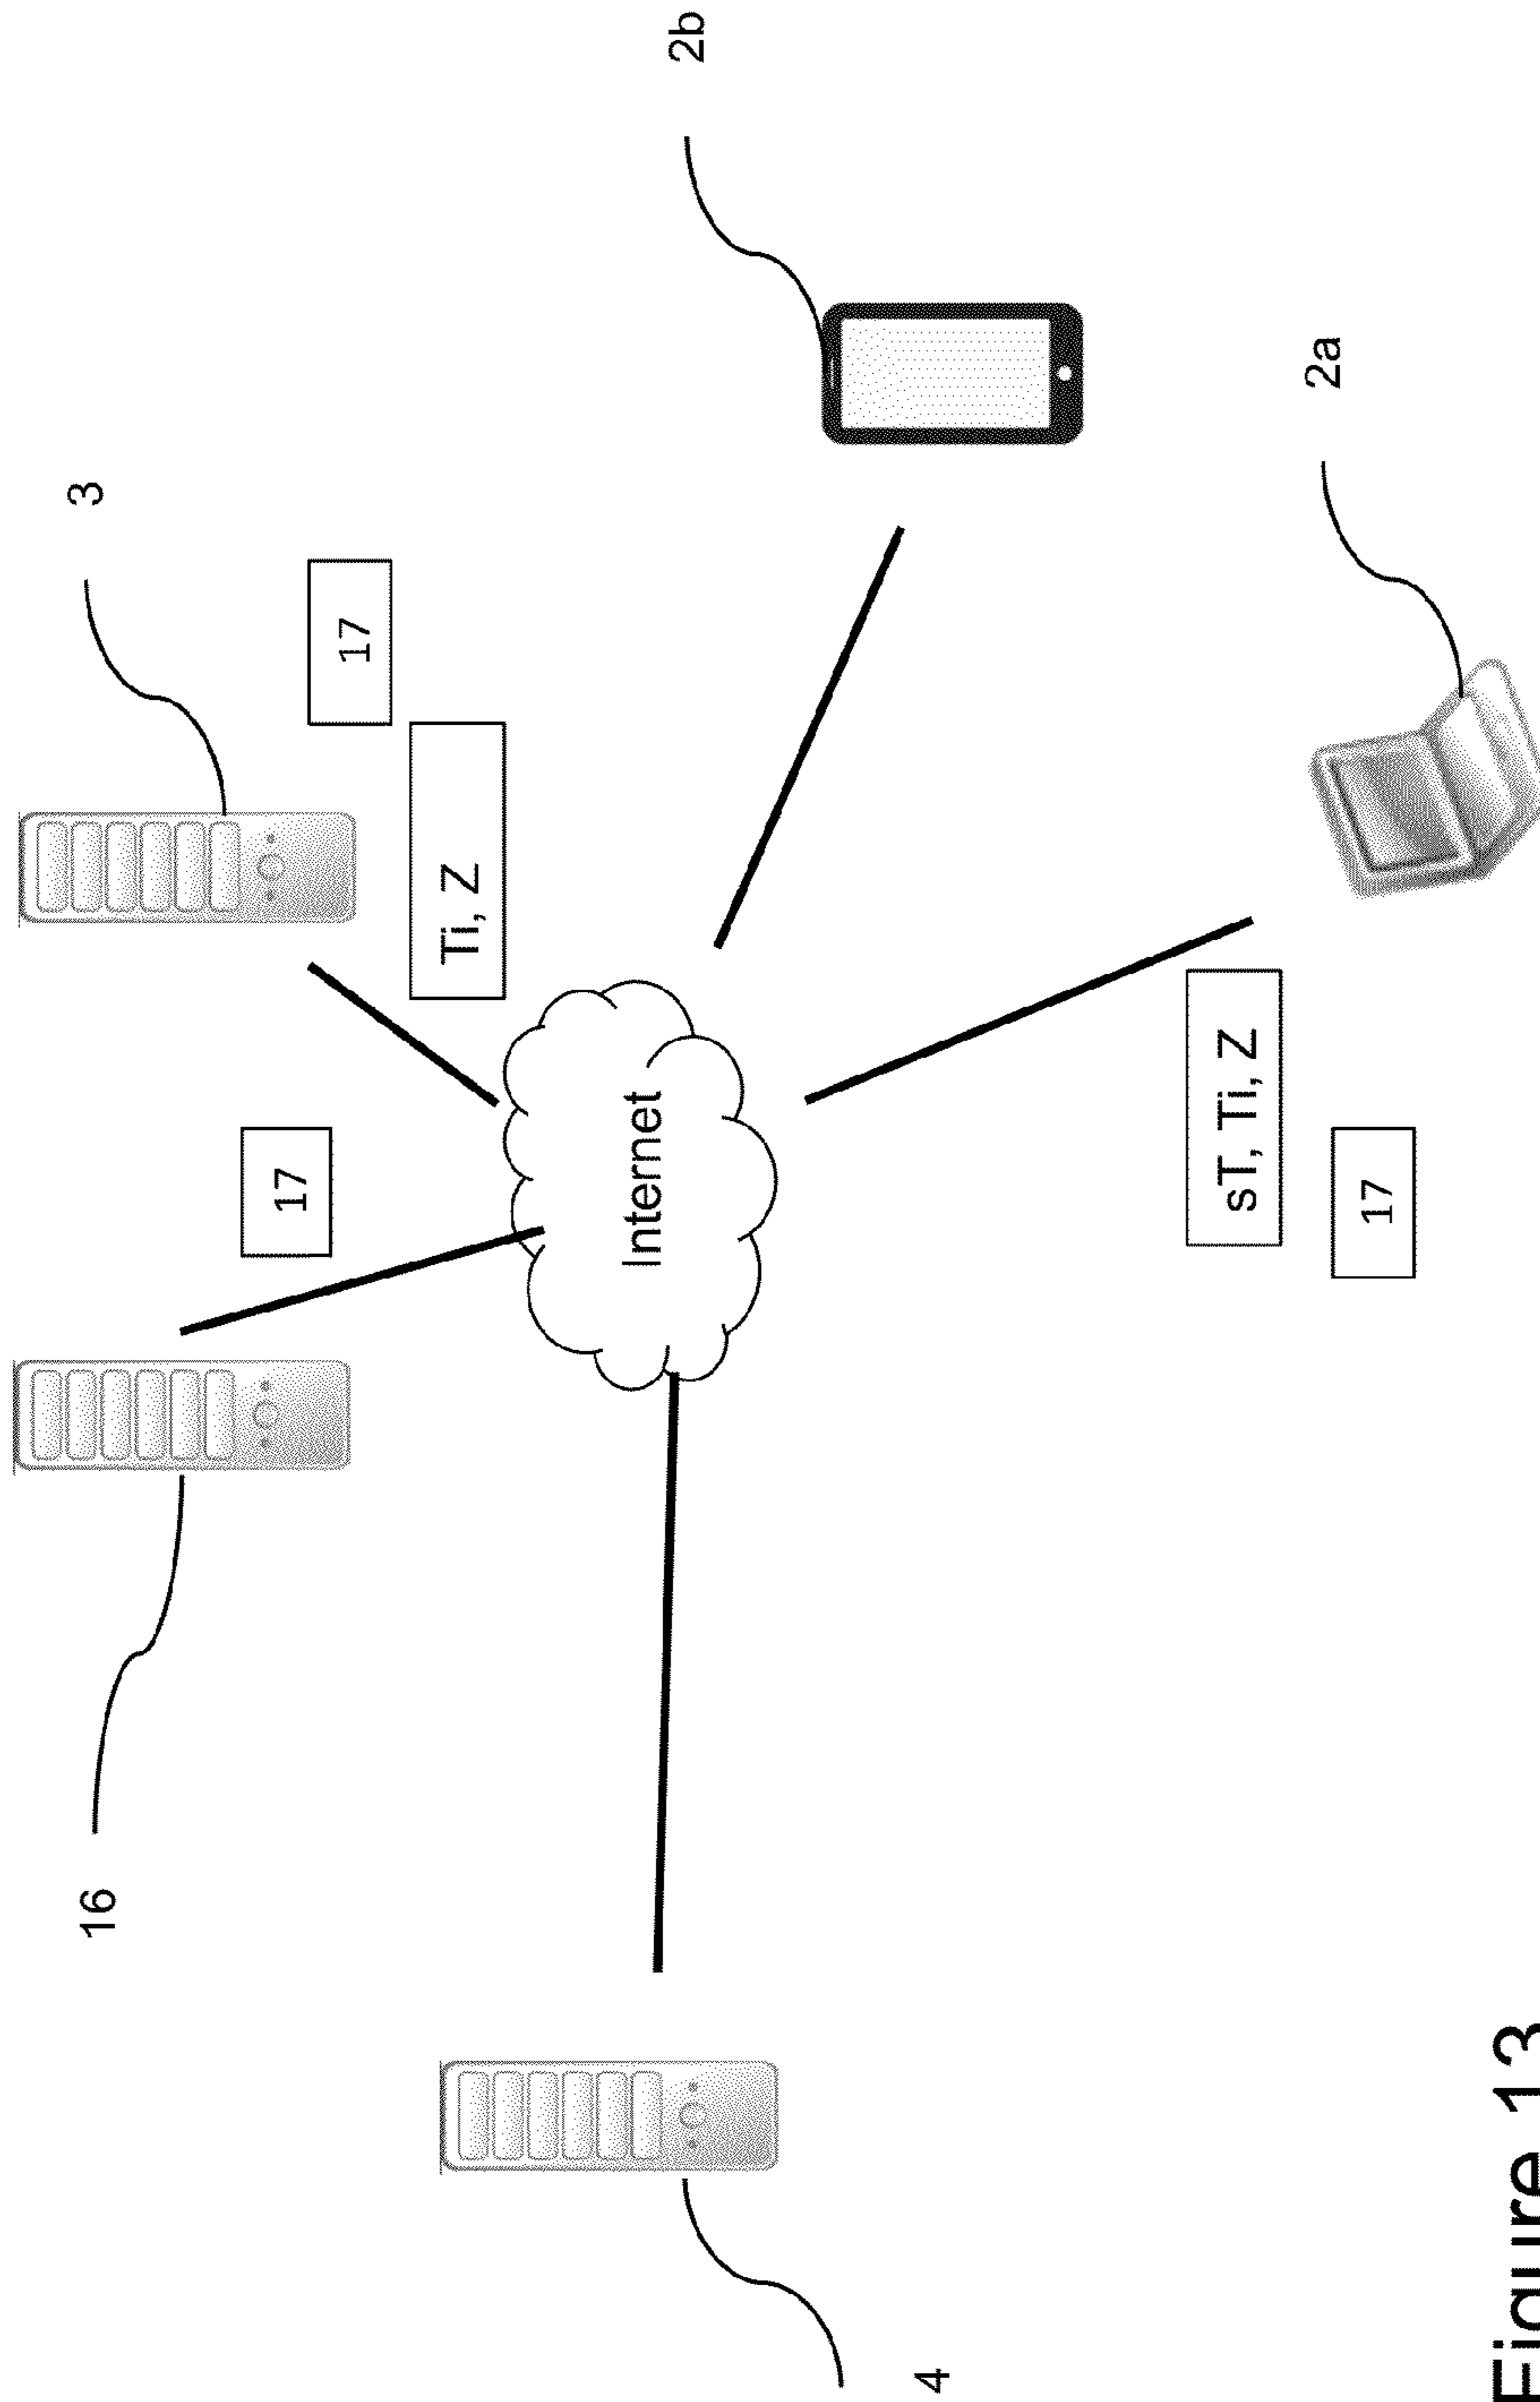 3
17
Ti, Z
2b
16
17
Internet
4
sT, Ti, Z
17
2a
Figure 13